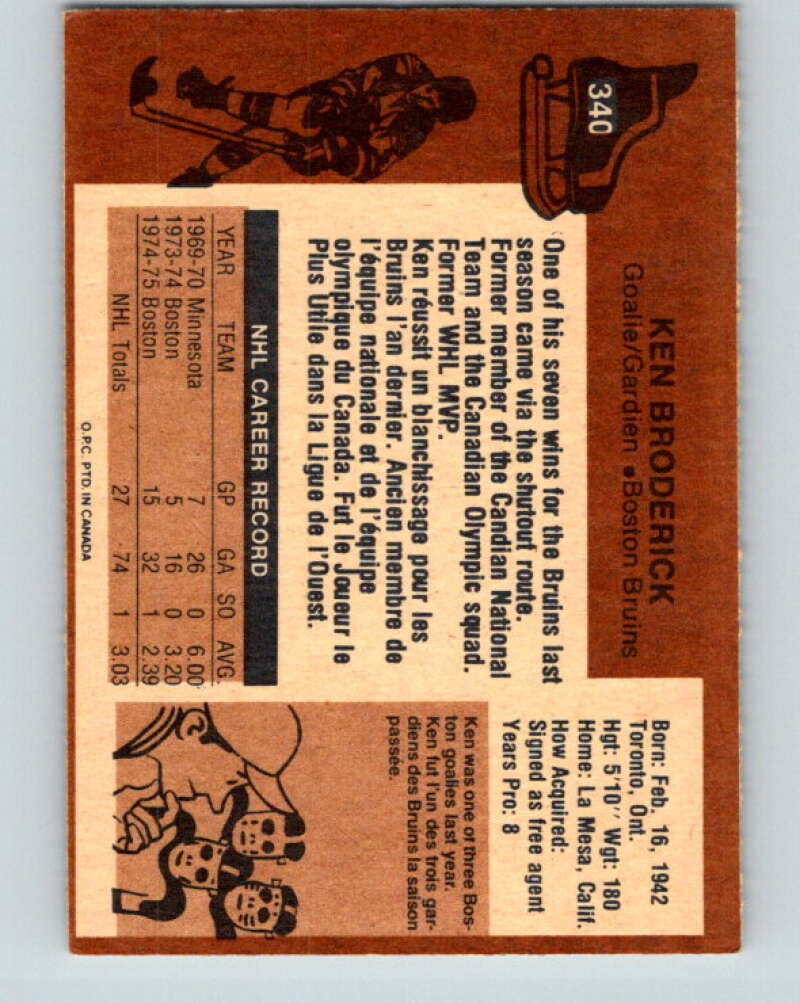 340
KEN BRODERICK
Goalie/Gardien • Boston Bruins
One of his seven wins for the Bruins last
season came via the shutout route.
Former member of the Candian National
Team and the Canadian Olympic squad.
Former WHL MVP.
Ken réussit un blanchissage pour les
Bruins l'an dernier. Ancien membre de
l'équipe nationale et de l'équipe
olympique du Canada. Fut le Joueur le
Plus Utile dans la Ligue de l'Ouest.
Born: Feb. 16, 1942
Toronto, Ont.
Hgt: 5'10'' Wgt: 180
Home: La Mesa, Calif.
How Acquired:
Signed as free agent
Years Pro: 8
NHL CAREER RECORD
YEAR TEAM GP GA SO AVG.
1969-70 Minnesota 7 26 0 6.00
1973-74 Boston 5 16 0 3.20
1974-75 Boston 15 32 1 2.39
NHL Totals 27 74 1 3.03
Ken was one or three Bos-
ton goalies last year.
Ken fut l'un des trois gar-
diens des Bruins la saison
passée.
O.P.C. PTD. IN CANADA